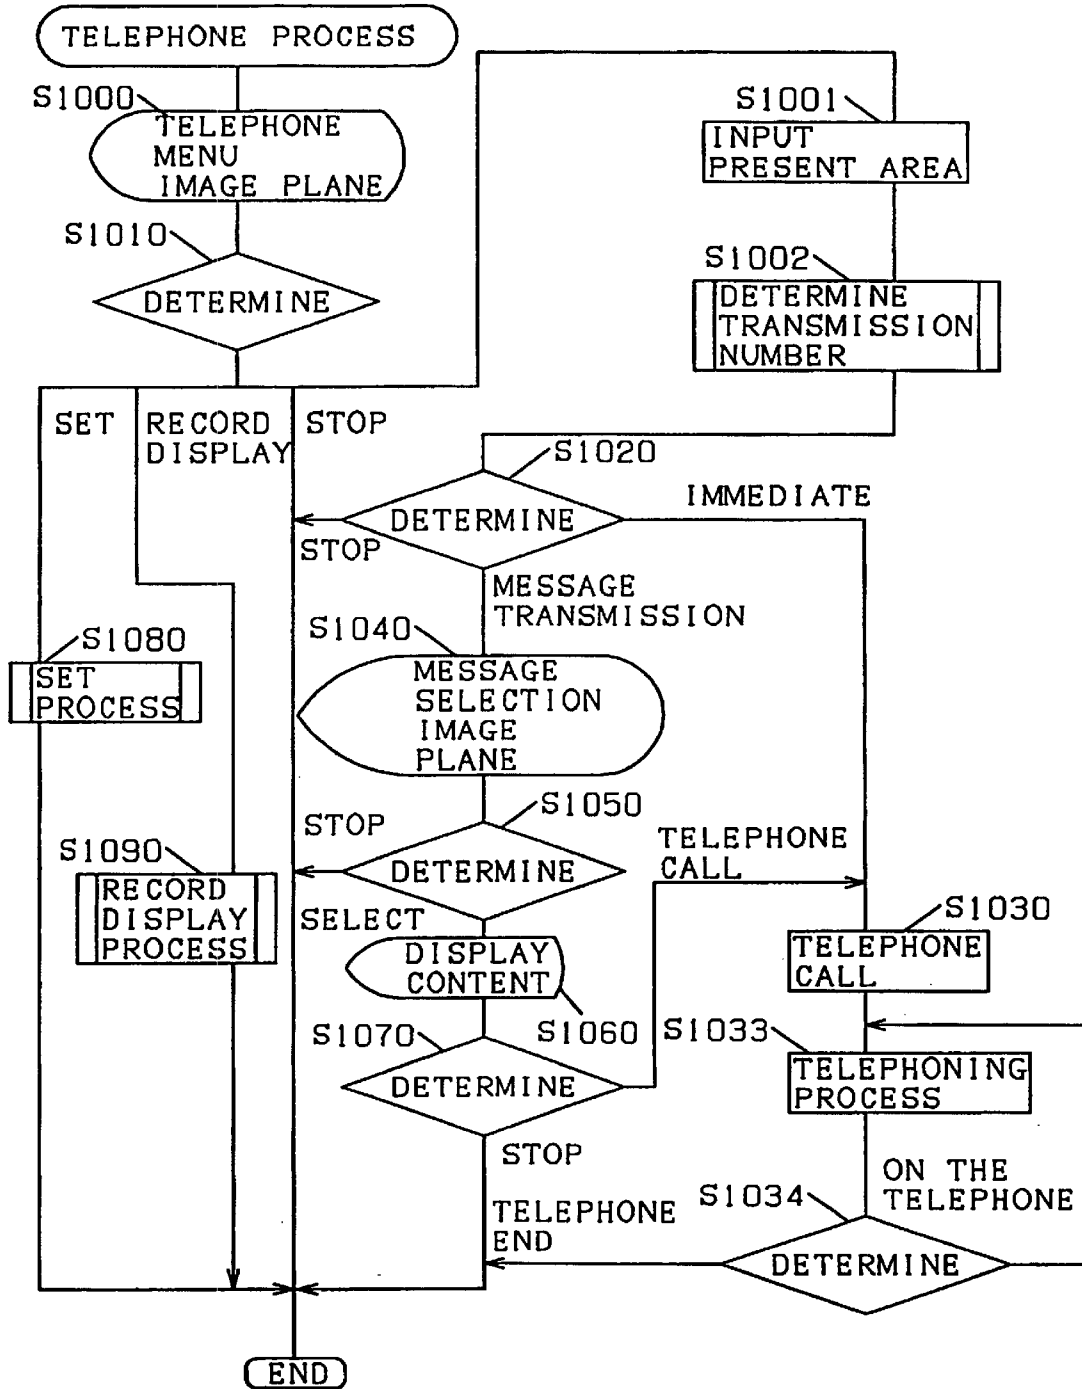 TELEPHONE PROCESS
S1000
TELEPHONE
MENU
IMAGE PLANE
S1001
INPUT
PRESENT AREA
S1010
DETERMINE
S1002
DETERMINE
TRANSMISSION
NUMBER
SET
RECORD
DISPLAY
STOP
S1020
DETERMINE
IMMEDIATE
STOP
MESSAGE
TRANSMISSION
S1040
MESSAGE
SELECTION
IMAGE
PLANE
S1080
SET
PROCESS
S1050
STOP
DETERMINE
TELEPHONE
CALL
S1090
RECORD
DISPLAY
PROCESS
SELECT
DISPLAY
CONTENT
S1060
S1030
TELEPHONE
CALL
S1070
DETERMINE
S1033
TELEPHONING
PROCESS
STOP
ON THE
TELEPHONE
S1034
TELEPHONE
END
DETERMINE
END